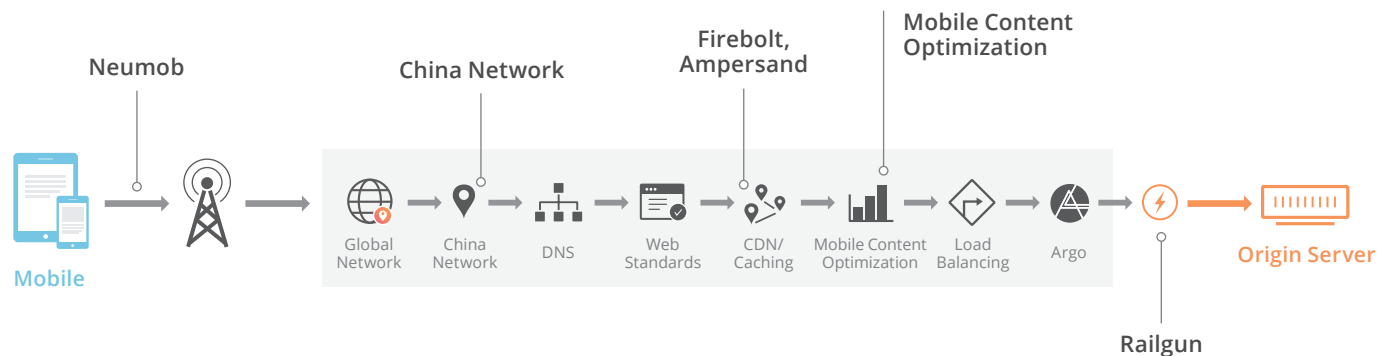 Neumob
China Network
Firebolt,
Ampersand
Mobile Content
Optimization
Mobile
Global
Network
China
Network
DNS
Web
Standards
CDN/
Caching
Mobile Content
Optimization
Load
Balancing
Argo
Origin Server
Railgun